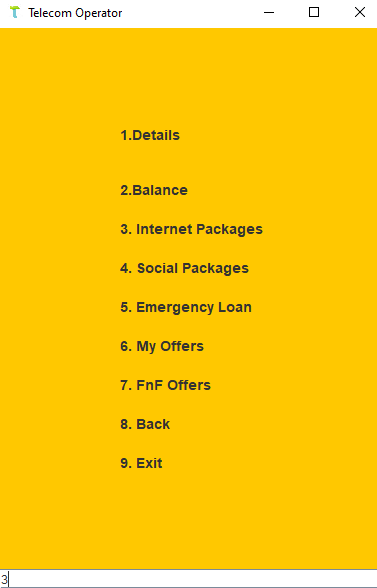 Telecom Operator
1.Details
2.Balance
3. Internet Packages
4. Social Packages
5. Emergency Loan
6. My Offers
7. FnF Offers
8. Back
9. Exit
3